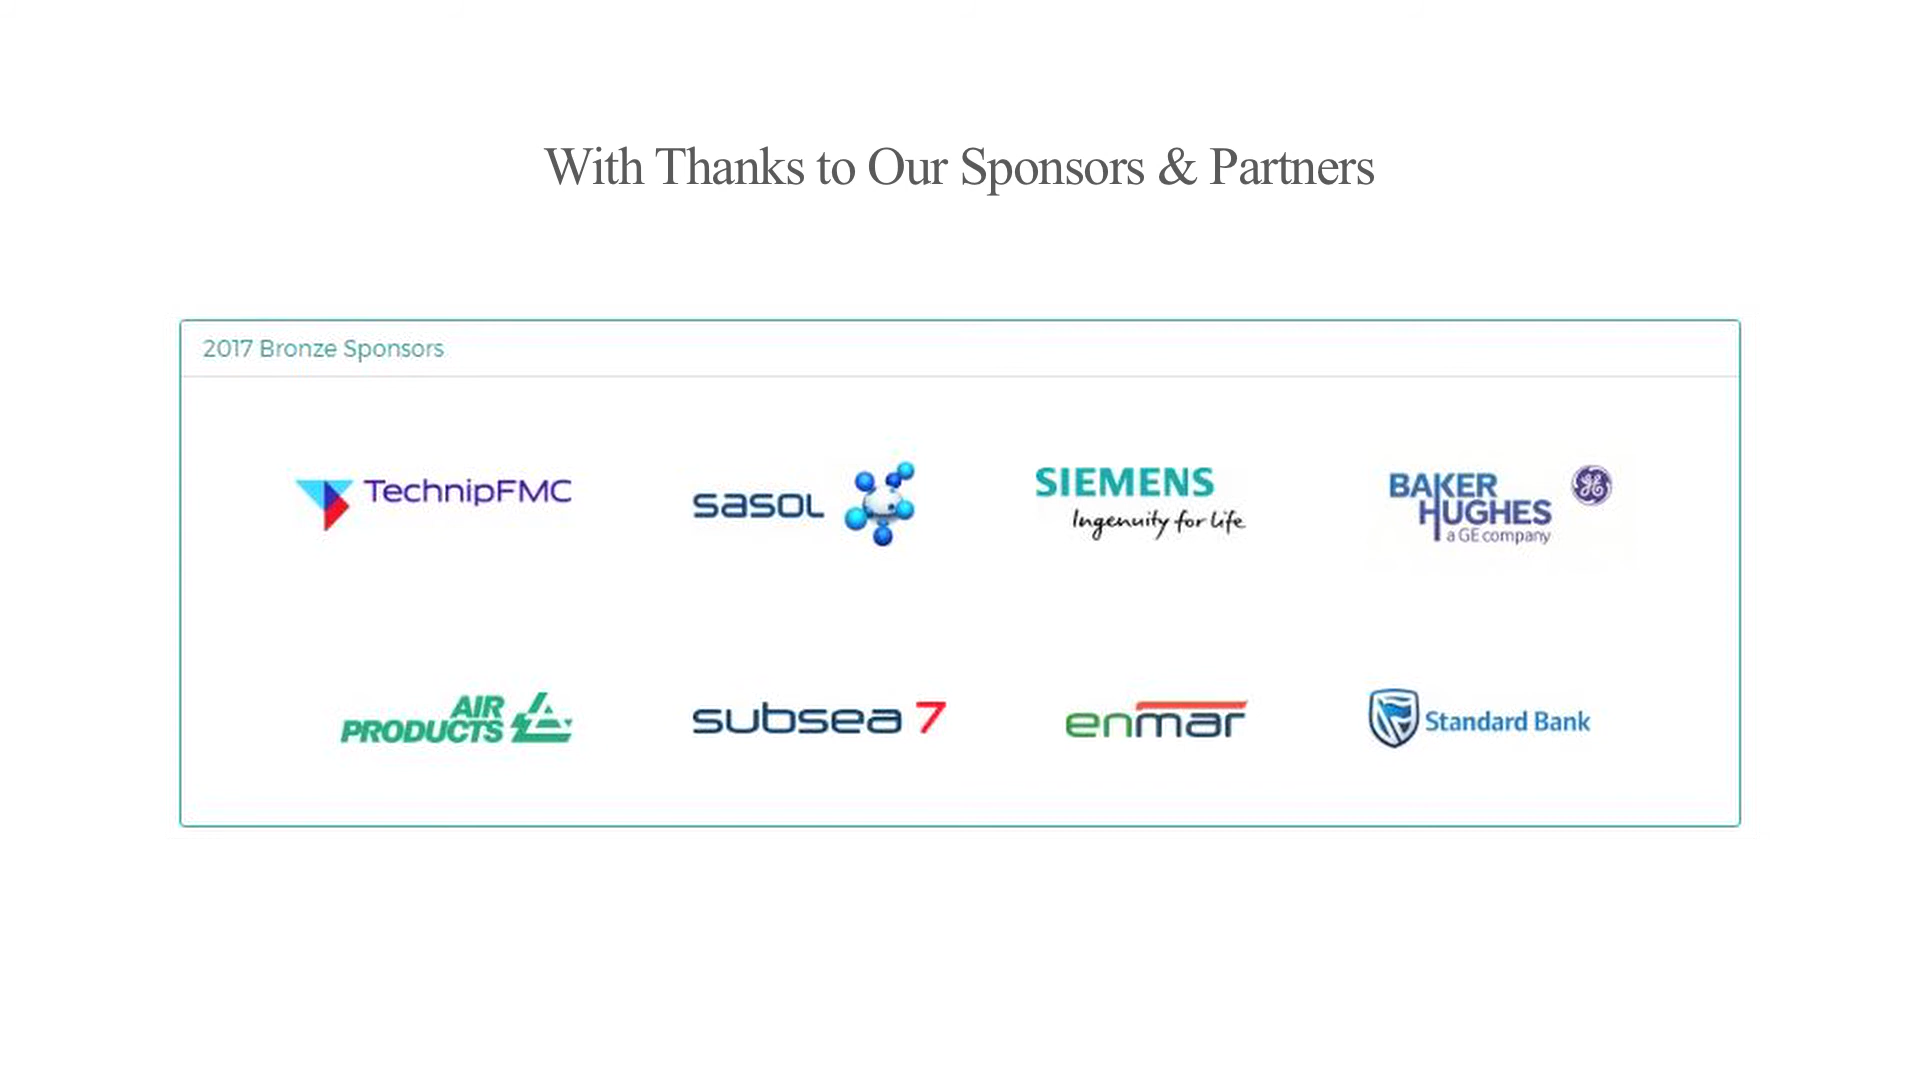 With Thanks to Our Sponsors & Partners
2017 Bronze Sponsors
TechnipFMC
sasol
SIEMENS
Ingenuity for life
BAKER
HUGHES
a GE company
GE
AIR
PRODUCTS
subsea 7
enmar
Standard Bank